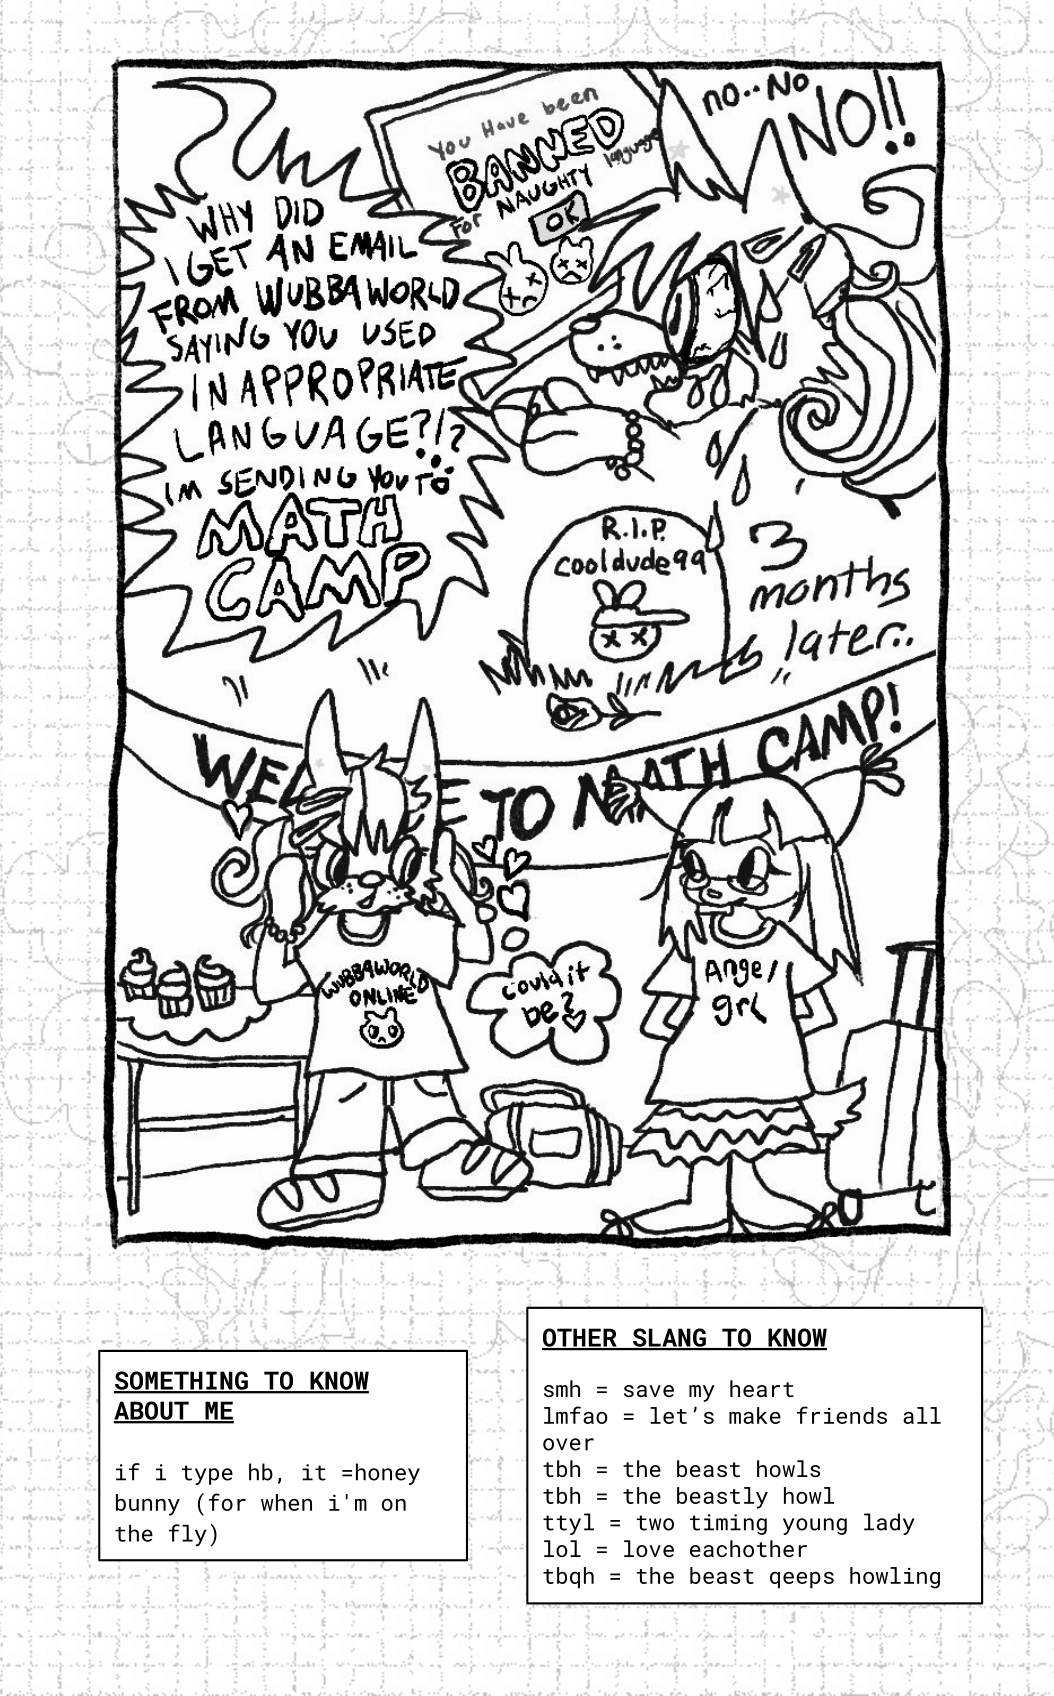 You Have been
BANNED
FOR NAUGHTY language
OK
no.. No
NO!!
WHY DID
I GET AN EMAIL
FROM WUBBAWORLD
SAYING YOU USED
INAPPROPRIATE
LANGUAGE?!?
IM SENDING YOU TO
MATH
CAMP
R.I.P.
cooldude99
3
months
later..
WEL E TO MATH CAMP!
WUBBAWORLD
ONLINE
could it
be?
Angel
grl
SOMETHING TO KNOW
ABOUT ME
if i type hb, it =honey
bunny (for when i'm on
the fly)
OTHER SLANG TO KNOW
smh = save my heart
lmfao = let’s make friends all
over
tbh = the beast howls
tbh = the beastly howl
ttyl = two timing young lady
lol = love eachother
tbqh = the beast qeeps howling